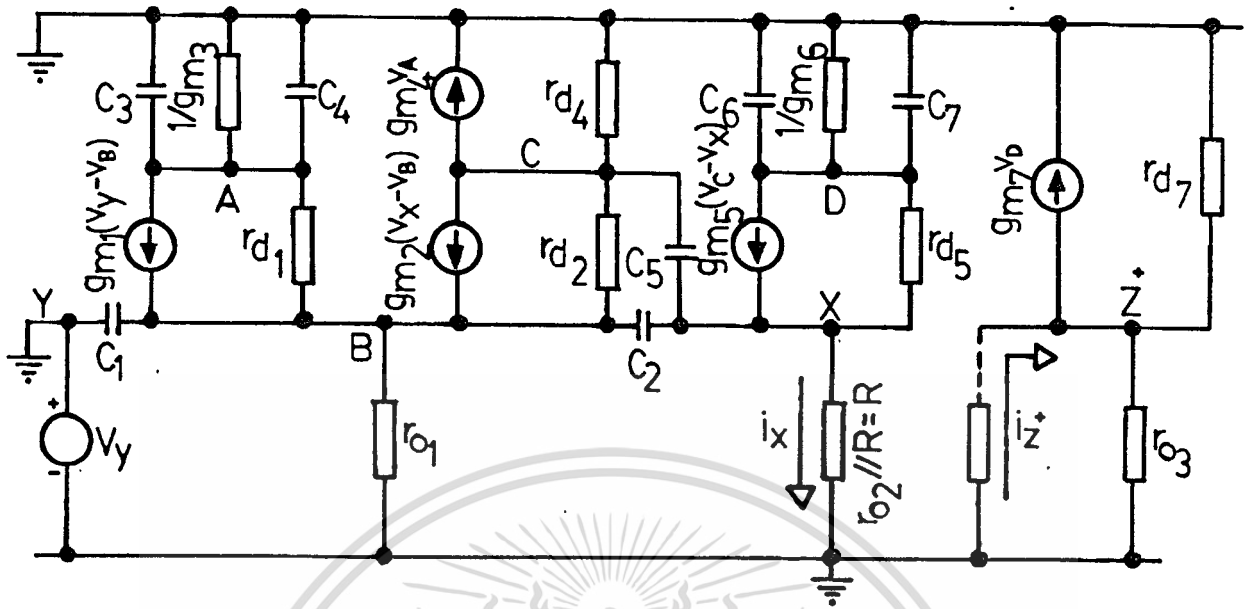 C3
1/gm3
C4
gm4VA
rd4
C6
1/gm6
C7
gm7VD
rd7
A
C
D
gm1(Vy-VB)
rd1
gm2(Vx-VB)
rd2
C5
gm5(VC-VX)
rd5
Y
C1
B
C2
X
Z+
+
Vy
-
ro1
ix
ro2//R=R
iz+
ro3